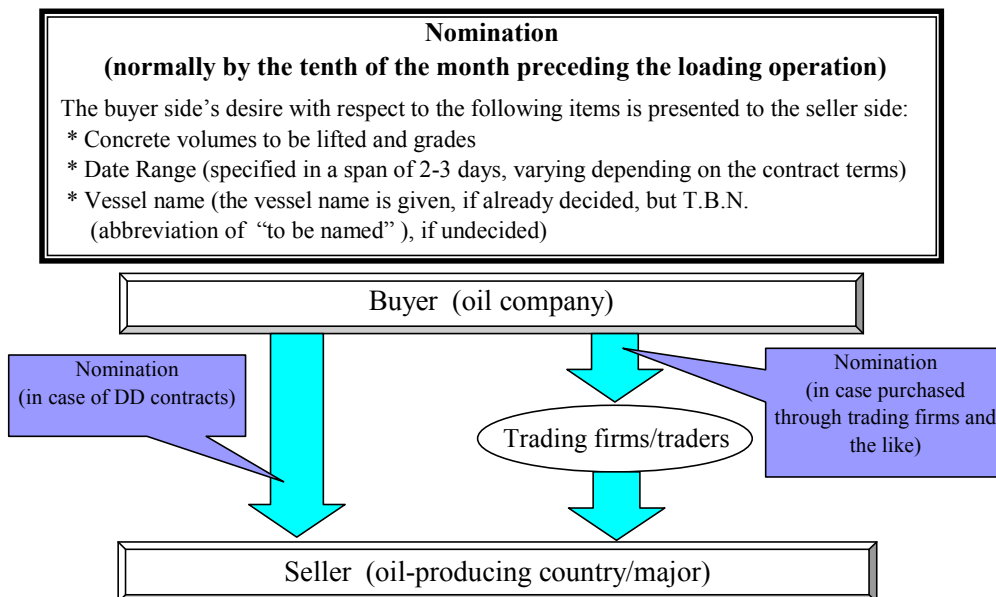 Nomination
(normally by the tenth of the month preceding the loading operation)
The buyer side’s desire with respect to the following items is presented to the seller side:
* Concrete volumes to be lifted and grades
* Date Range (specified in a span of 2-3 days, varying depending on the contract terms)
* Vessel name (the vessel name is given, if already decided, but T.B.N.
(abbreviation of “to be named” ), if undecided)
Buyer (oil company)
Nomination
(in case of DD contracts)
Nomination
(in case purchased
through trading firms and
the like)
Trading firms/traders
Seller (oil-producing country/major)